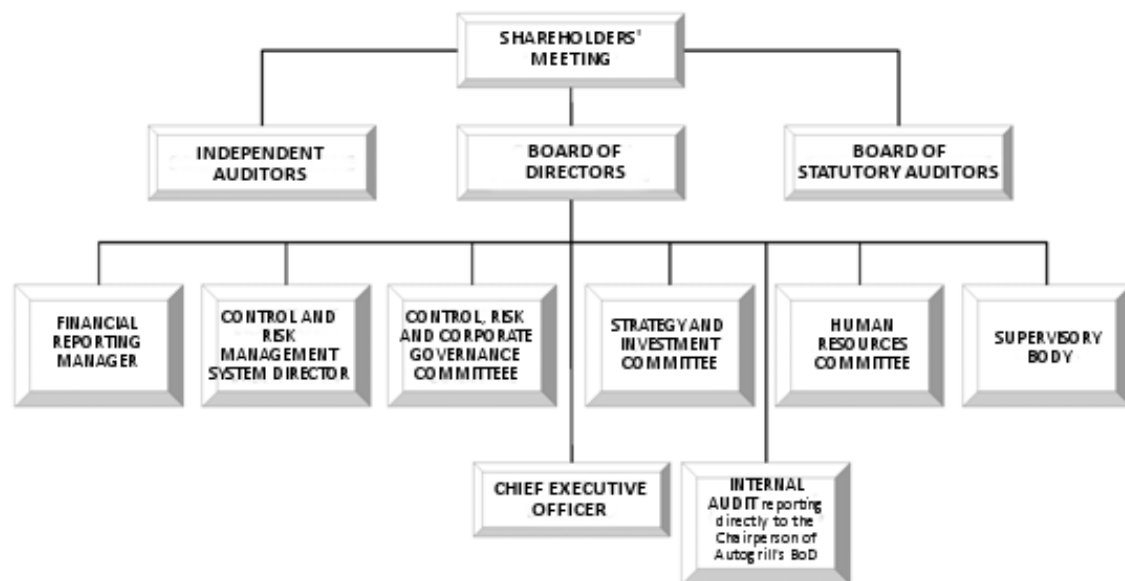 SHAREHOLDERS'
MEETING
INDEPENDENT
AUDITORS
BOARD OF
DIRECTORS
BOARD OF
STATUTORY AUDITORS
FINANCIAL
REPORTING
MANAGER
CONTROL AND
RISK
MANAGEMENT
SYSTEM DIRECTOR
CONTROL, RISK
AND CORPORATE
GOVERNANCE
COMMITTEEE
STRATEGY AND
INVESTMENT
COMMITTEE
HUMAN
RESOURCES
COMMITTEE
SUPERVISORY
BODY
CHIEF EXECUTIVE
OFFICER
INTERNAL
AUDIT reporting
directly to the
Chairperson of
Autogrill's BoD